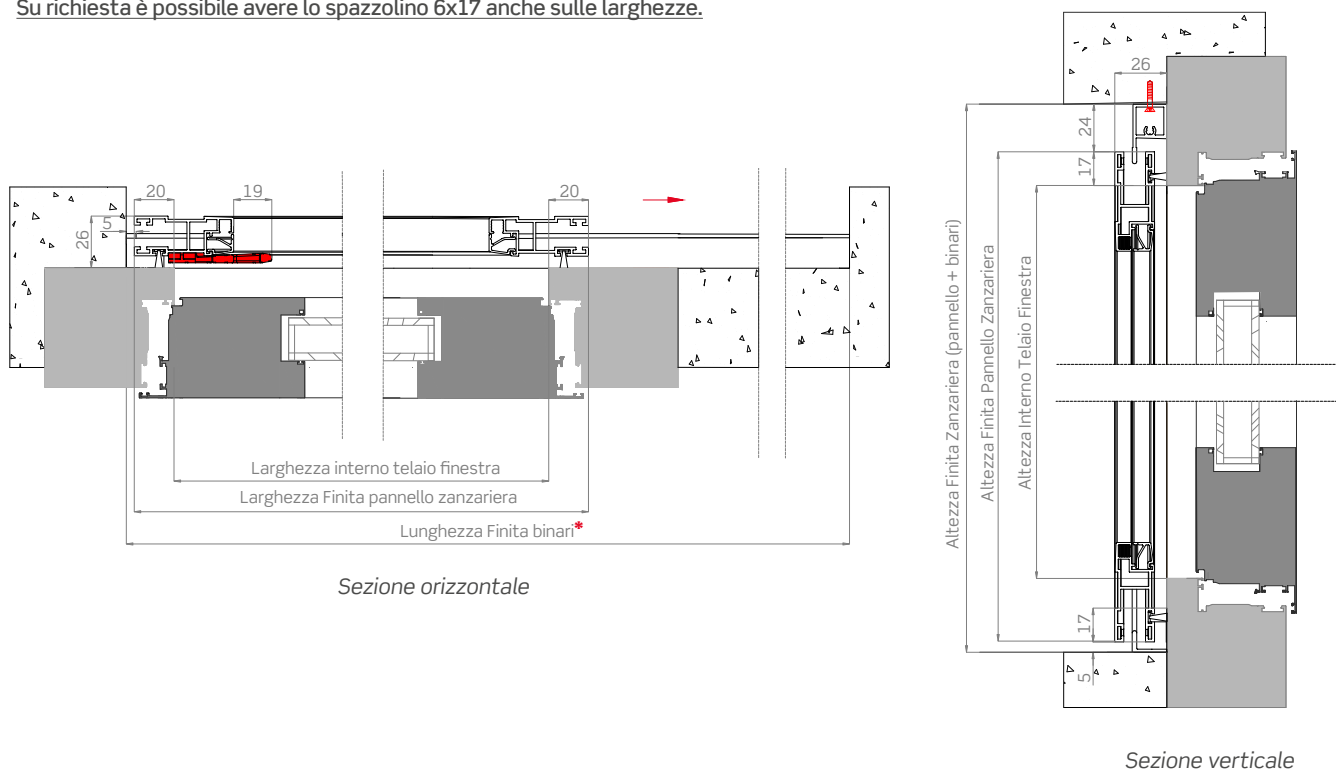 Su richiesta è possibile avere lo spazzolino 6x17 anche sulle larghezze.
20
19
20
5
26
Larghezza interno telaio finestra
Larghezza Finita pannello zanzariera
Lunghezza Finita binari*
Sezione orizzontale
26
24
17
Altezza Finita Zanzariera (pannello + binari)
Altezza Finita Pannello Zanzariera
Altezza Interno Telaio Finestra
17
5
Sezione verticale